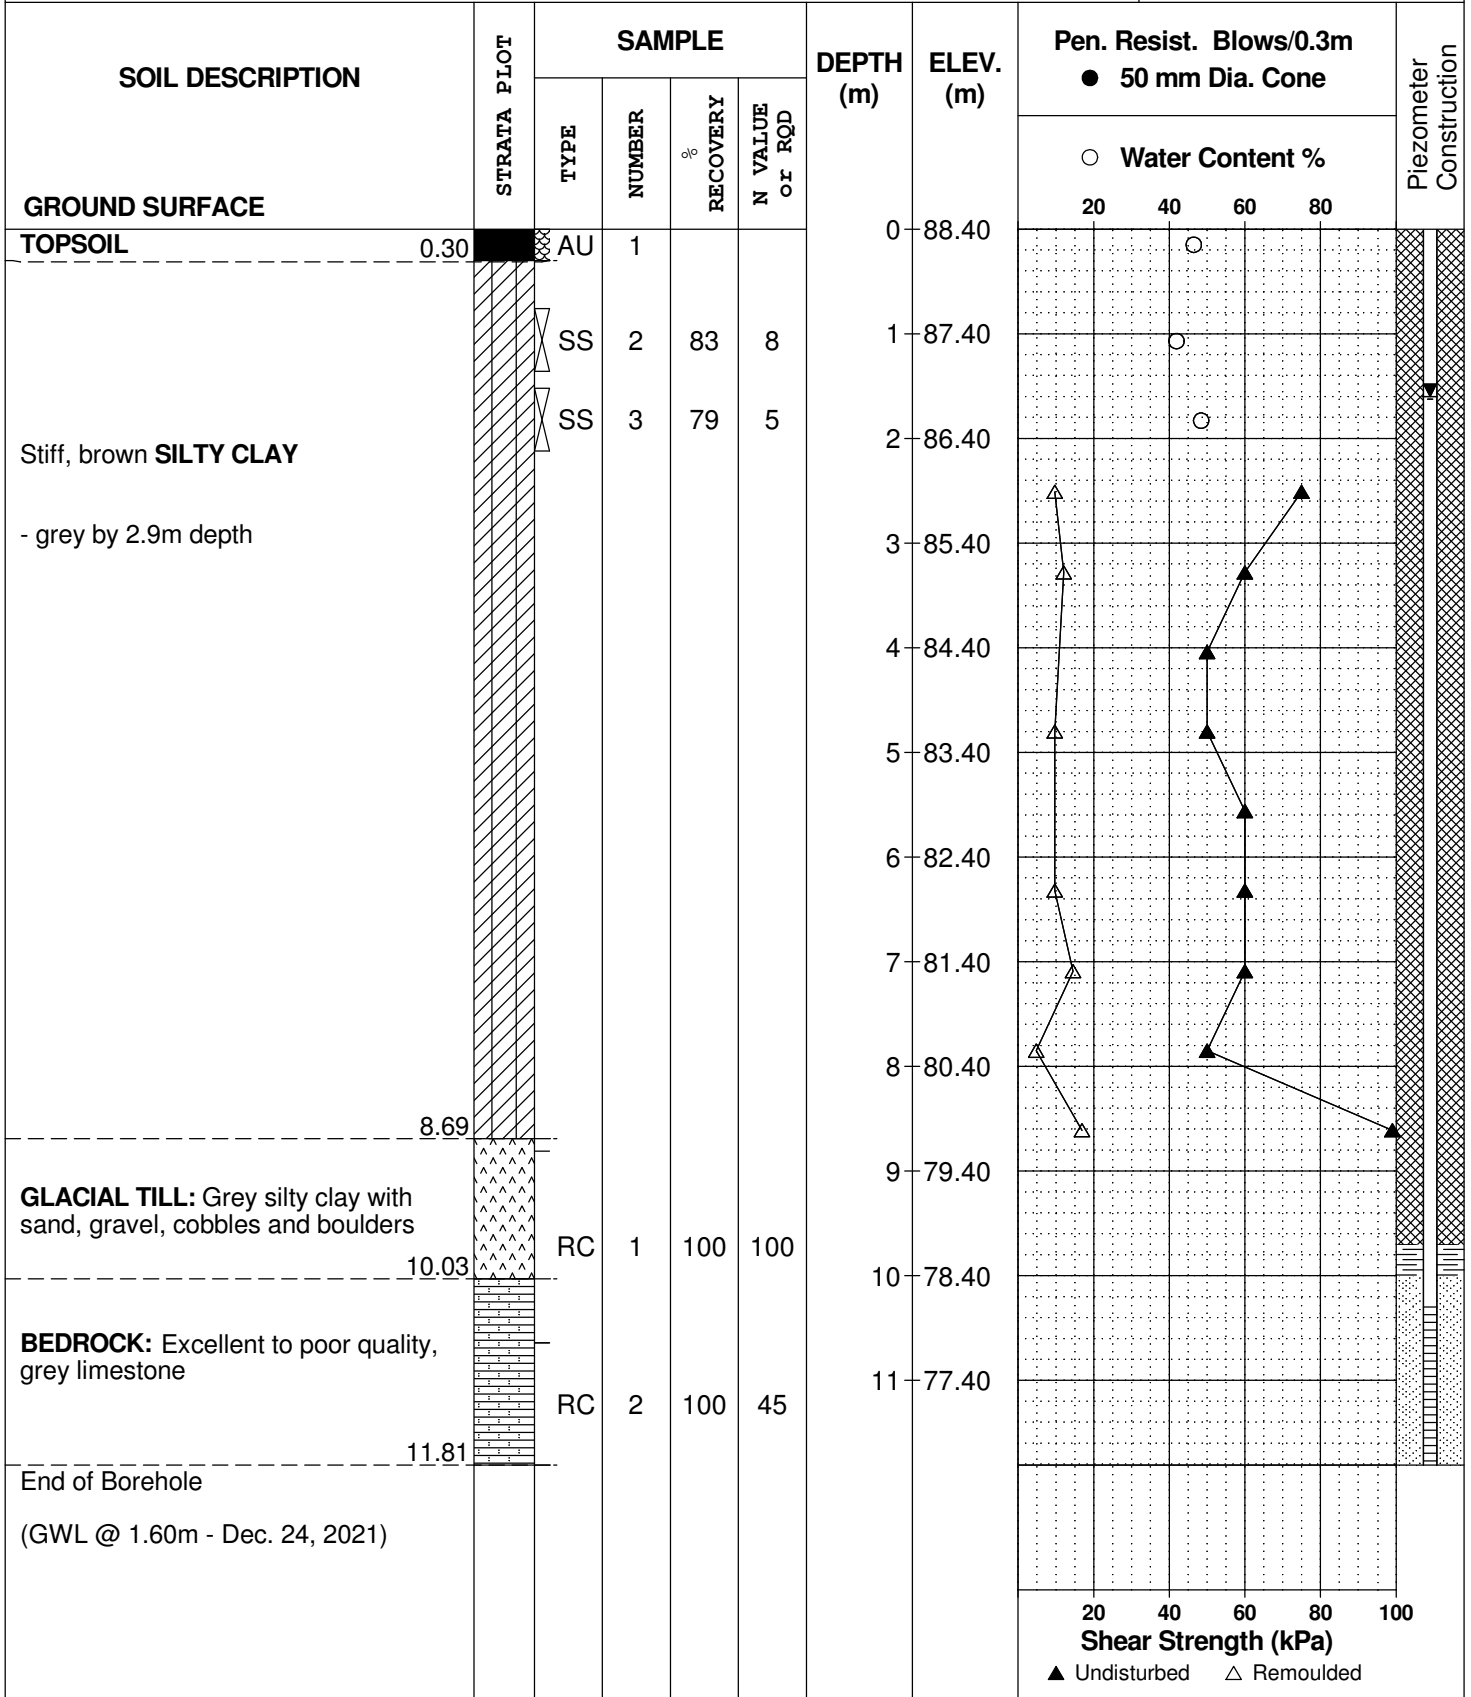 SOIL DESCRIPTION
GROUND SURFACE
STRATA PLOT
SAMPLE
TYPE
NUMBER
%
RECOVERY
N VALUE
or RQD
DEPTH
(m)
ELEV.
(m)
Pen. Resist. Blows/0.3m
● 50 mm Dia. Cone
○ Water Content %
20 40 60 80
Piezometer
Construction
TOPSOIL 0.30
AU 1
0 88.40
SS 2 83 8
1 87.40
SS 3 79 5
2 86.40
Stiff, brown SILTY CLAY
- grey by 2.9m depth
3 85.40
4 84.40
5 83.40
6 82.40
7 81.40
8 80.40
8.69
9 79.40
GLACIAL TILL: Grey silty clay with
sand, gravel, cobbles and boulders
RC 1 100 100
10.03
10 78.40
BEDROCK: Excellent to poor quality,
grey limestone
11 77.40
RC 2 100 45
11.81
End of Borehole
(GWL @ 1.60m - Dec. 24, 2021)
20 40 60 80 100
Shear Strength (kPa)
▲ Undisturbed △ Remoulded